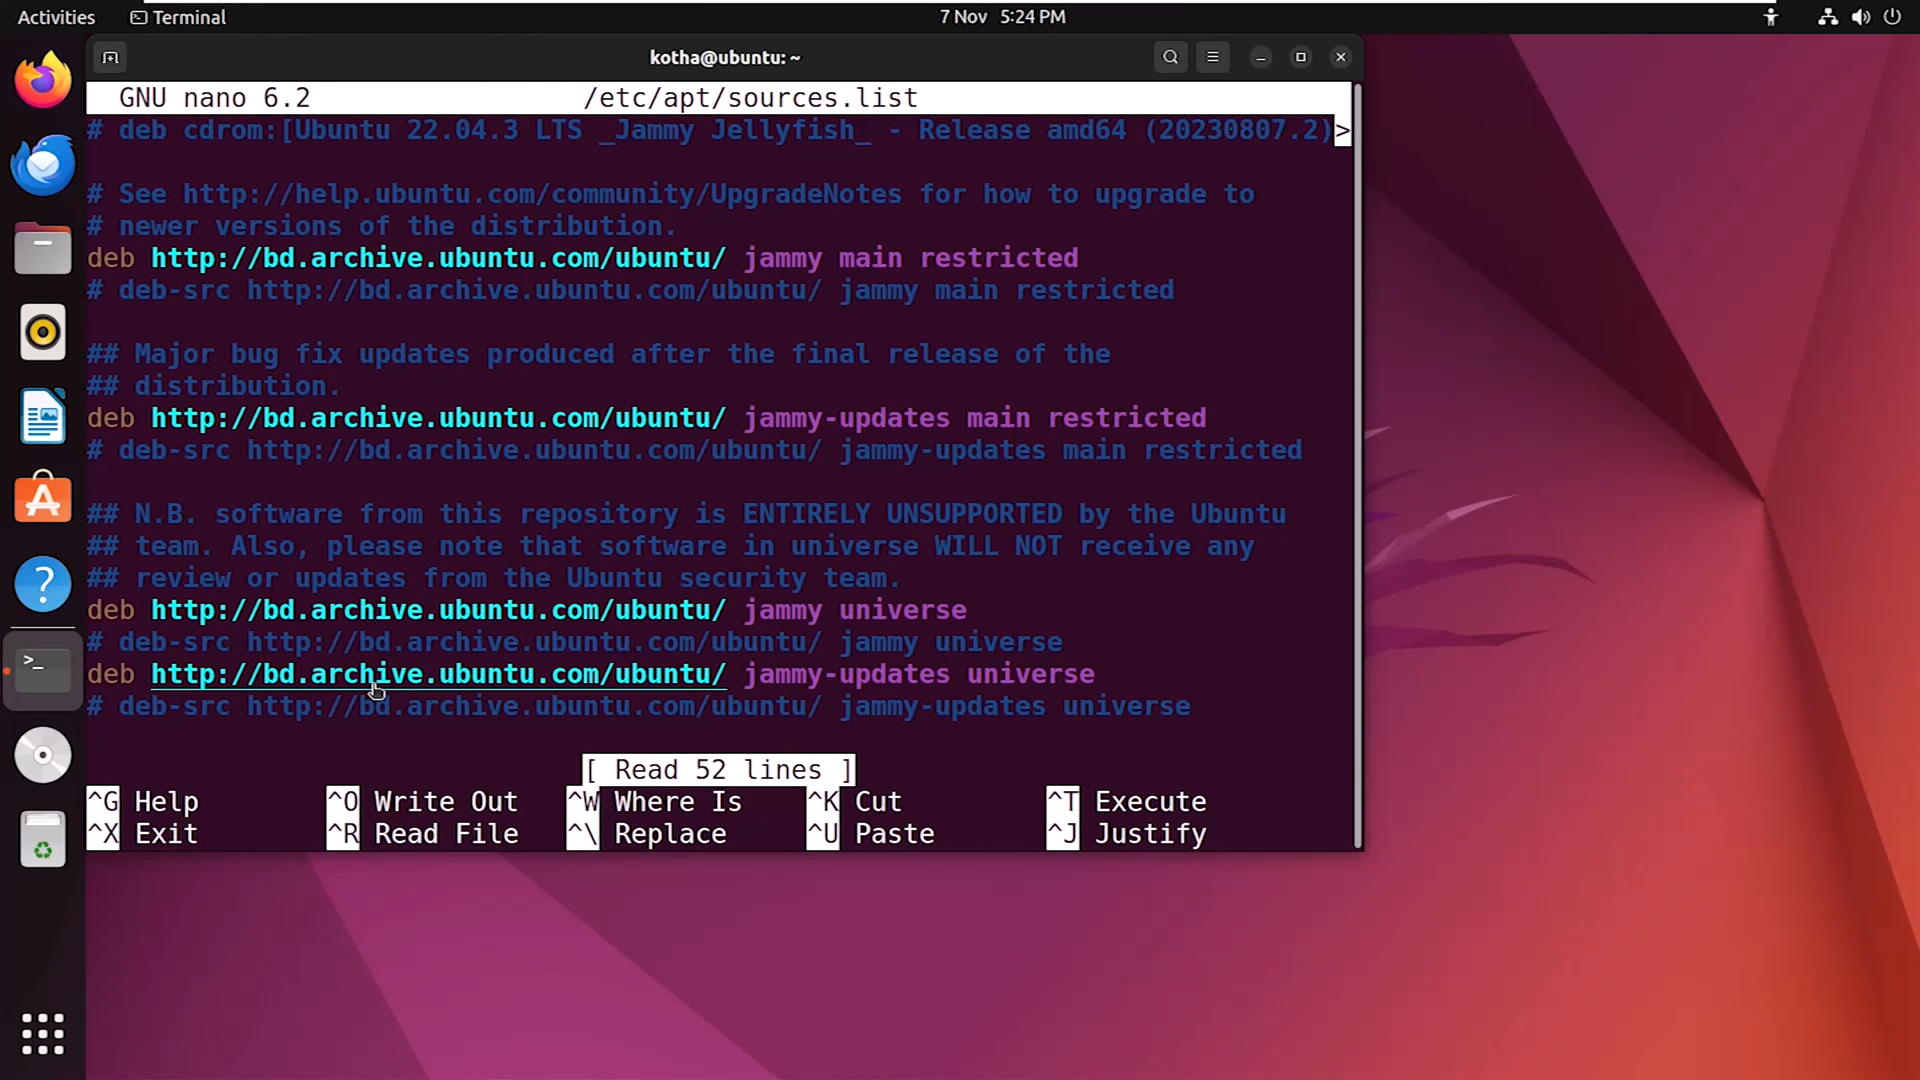 Activities Terminal 7 Nov 5:24 PM
kotha@ubuntu: ~
GNU nano 6.2 /etc/apt/sources.list
# deb cdrom:[Ubuntu 22.04.3 LTS _Jammy Jellyfish_ - Release amd64 (20230807.2)>
# See http://help.ubuntu.com/community/UpgradeNotes for how to upgrade to
# newer versions of the distribution.
deb http://bd.archive.ubuntu.com/ubuntu/ jammy main restricted
# deb-src http://bd.archive.ubuntu.com/ubuntu/ jammy main restricted
## Major bug fix updates produced after the final release of the
## distribution.
deb http://bd.archive.ubuntu.com/ubuntu/ jammy-updates main restricted
# deb-src http://bd.archive.ubuntu.com/ubuntu/ jammy-updates main restricted
## N.B. software from this repository is ENTIRELY UNSUPPORTED by the Ubuntu
## team. Also, please note that software in universe WILL NOT receive any
## review or updates from the Ubuntu security team.
deb http://bd.archive.ubuntu.com/ubuntu/ jammy universe
# deb-src http://bd.archive.ubuntu.com/ubuntu/ jammy universe
deb http://bd.archive.ubuntu.com/ubuntu/ jammy-updates universe
# deb-src http://bd.archive.ubuntu.com/ubuntu/ jammy-updates universe
[ Read 52 lines ]
^G Help ^O Write Out ^W Where Is ^K Cut ^T Execute
^X Exit ^R Read File ^\ Replace ^U Paste ^J Justify